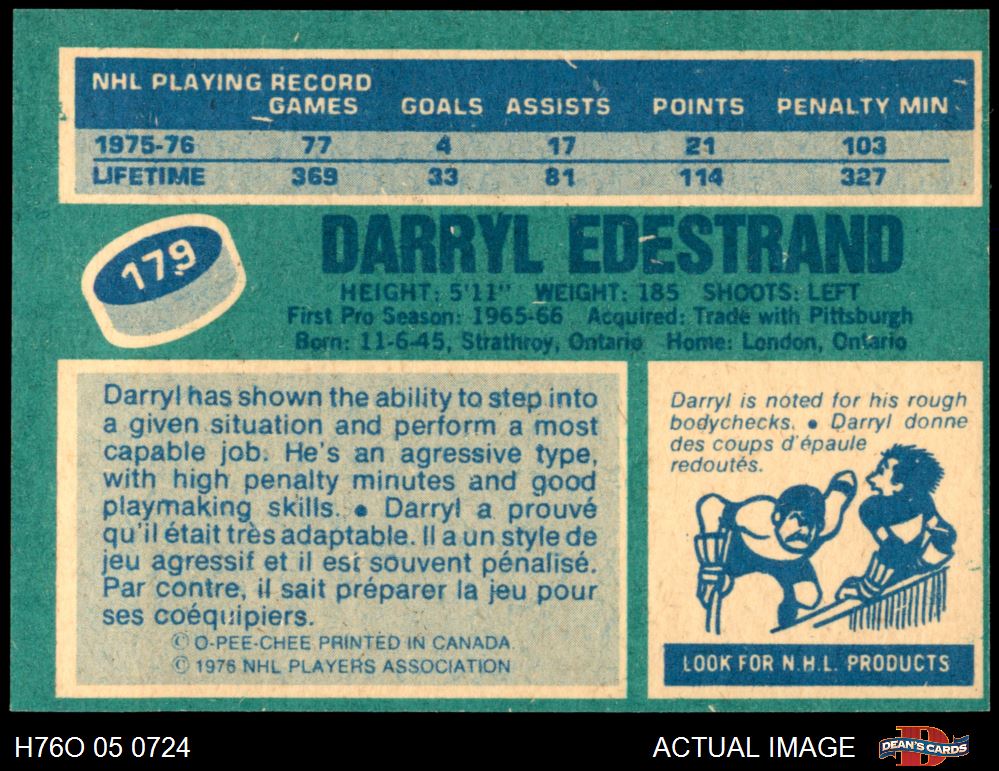 NHL PLAYING RECORD
GAMES GOALS ASSISTS POINTS PENALTY MIN
1975-76 77 4 17 21 103
LIFETIME 369 33 81 114 327
179
DARRYL EDESTRAND
HEIGHT: 5'11" WEIGHT: 185 SHOOTS: LEFT
First Pro Season: 1965-66 Acquired: Trade with Pittsburgh
Born: 11-6-45, Strathroy, Ontario Home: London, Ontario
Darryl has shown the ability to step into
a given situation and perform a most
capable job. He's an agressive type,
with high penalty minutes and good
playmaking skills. ● Darryl a prouvé
qu'il était très adaptable. Il a un style de
jeu agressif et il est souvent pénalisé.
Par contre, il sait préparer la jeu pour
ses coéquipiers.
© O-PEE-CHEE PRINTED IN CANADA.
© 1976 NHL PLAYERS ASSOCIATION
Darryl is noted for his rough
bodychecks. ● Darryl donne
des coups d'épaule
redoutés.
LOOK FOR N.H.L. PRODUCTS
H76O 05 0724
ACTUAL IMAGE
DEAN'S CARDS